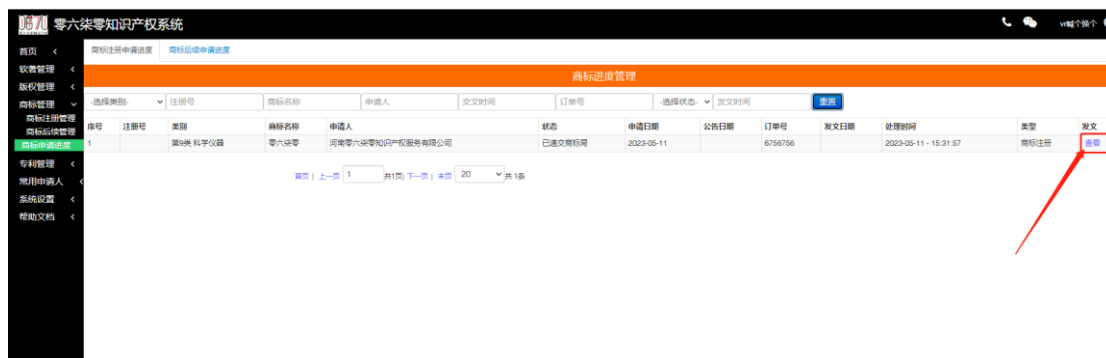 0670 零六柒零知识产权系统
vr喊个换个
首页
软著管理
版权管理
商标管理
商标注册管理
商标后续管理
商标申请进度
专利管理
常用申请人
系统设置
帮助文档
商标注册申请进度 商标后续申请进度
商标进度管理
-选择类别- 注册号 商标名称 申请人 交文时间 订单号 -选择状态- 发文时间 重置
序号 注册号 类别 商标名称 申请人 状态 申请日期 公告日期 订单号 发文日期 处理时间 类型 发文
1 第9类 科学仪器 零六柒零 河南零六柒零知识产权服务有限公司 已递交商标局 2023-05-11 6756756 2023-05-11 - 15:31:57 商标注册 查看
首页 | 上一页 1 共1页| 下一页 | 末页 20 共 1条